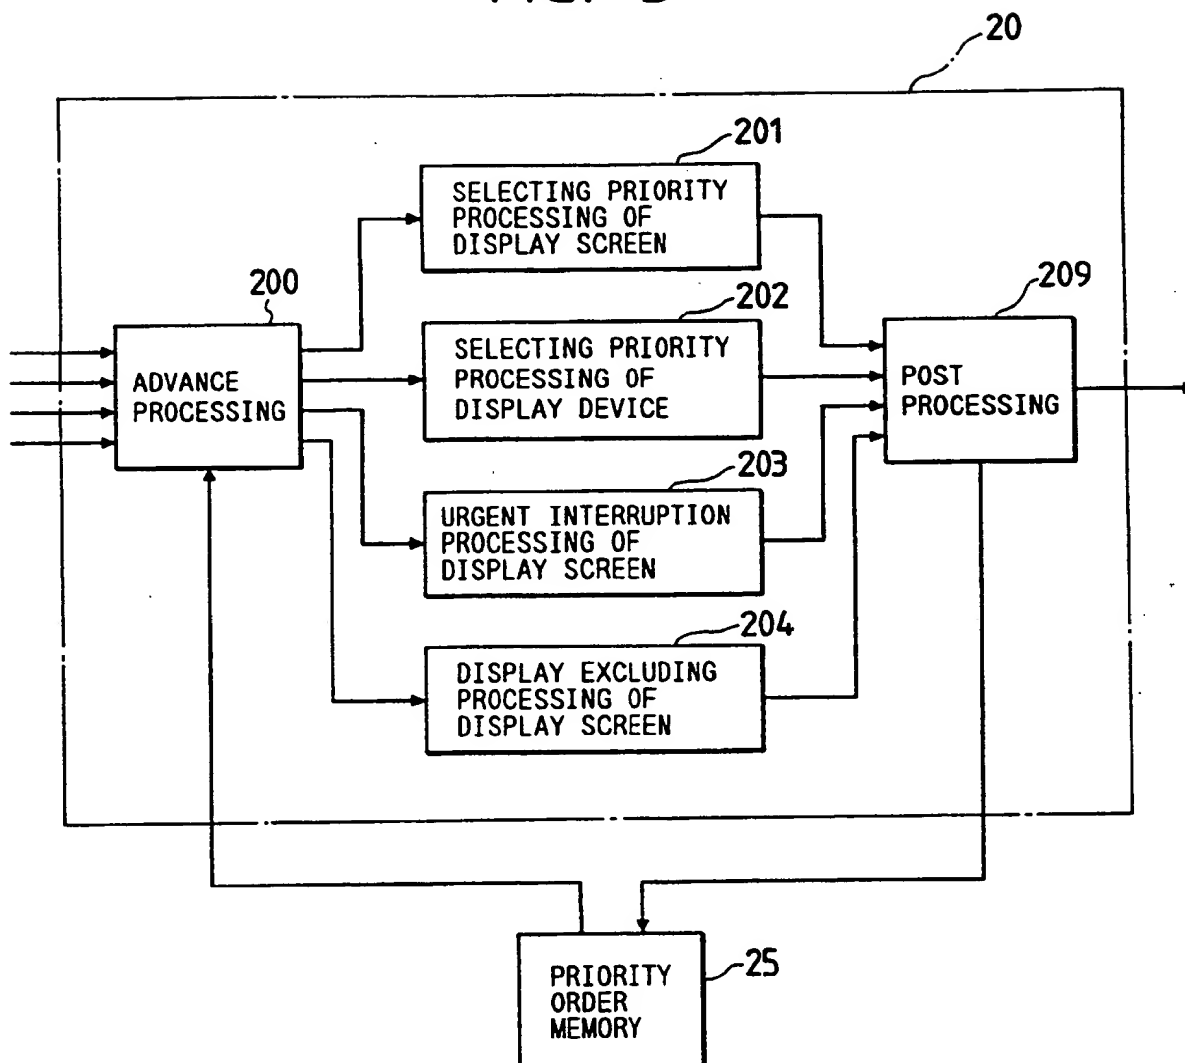 20
201
SELECTING PRIORITY
PROCESSING OF
DISPLAY SCREEN
200
ADVANCE
PROCESSING
202
SELECTING PRIORITY
PROCESSING OF
DISPLAY DEVICE
209
POST
PROCESSING
203
URGENT INTERRUPTION
PROCESSING OF
DISPLAY SCREEN
204
DISPLAY EXCLUDING
PROCESSING OF
DISPLAY SCREEN
25
PRIORITY
ORDER
MEMORY